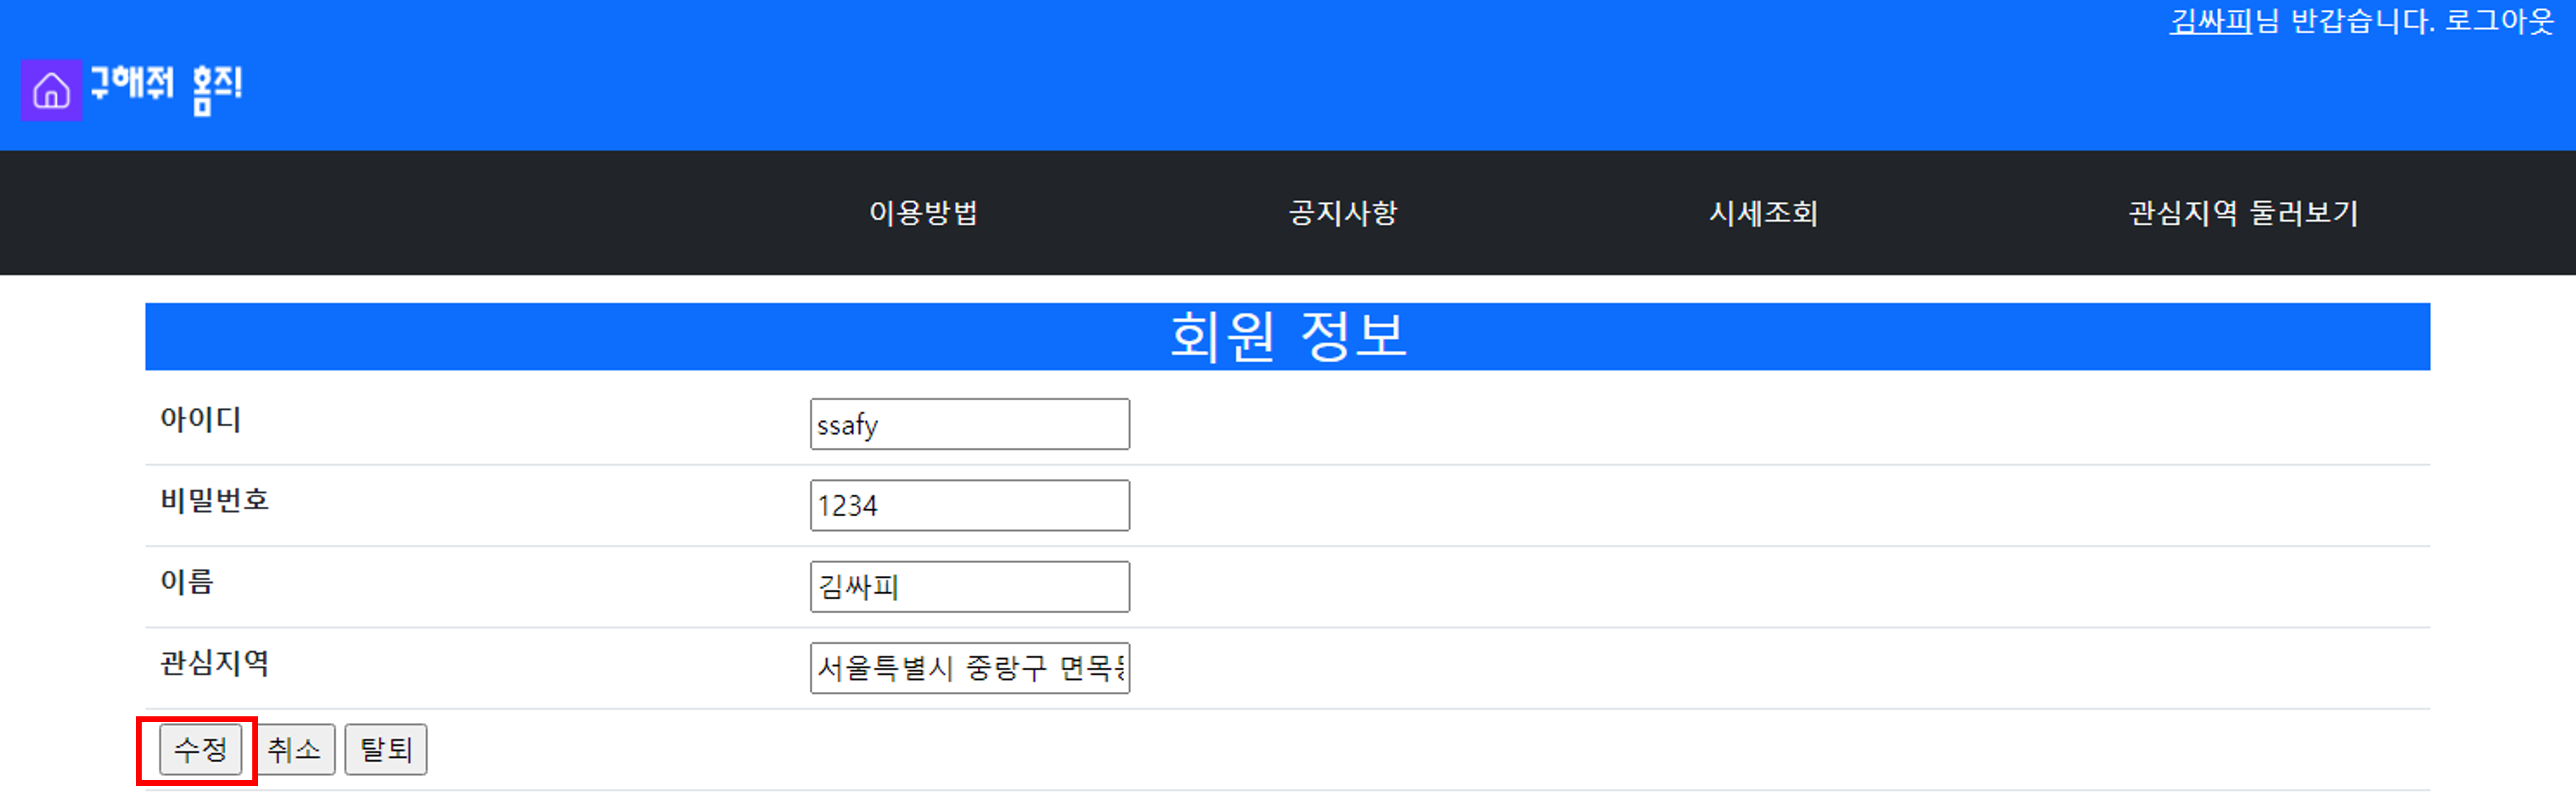 김싸피님 반갑습니다. 로그아웃
구해줘 홈즈!
이용방법 공지사항 시세조회 관심지역 둘러보기
회원 정보
아이디 ssafy
비밀번호 1234
이름 김싸피
관심지역 서울특별시 중랑구
수정 취소 탈퇴